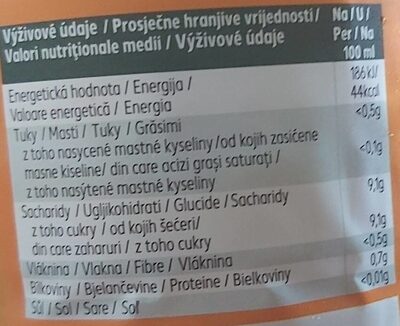 Výživové údaje / Prosječne hranjive vrijednosti / Na / U /
Valori nutriționale medii / Výživové údaje Per / Na
100 ml
Energetická hodnota / Energija / 186 kJ/
Valoare energetică / Energia 44kcal
Tuky / Masti / Tuky / Grăsimi <0,5g
z toho nasycené mastné kyseliny /od kojih zasićene
masne kiseline/ din care acizi grași saturați / <0,1g
z toho nasýtené mastné kyseliny
Sacharidy / Ugljikohidrati / Glucide / Sacharidy 9,1g
z toho cukry / od kojih šećeri/
din care zaharuri / z toho cukry 9,1g
Vláknina / Vlakna / Fibre / Vláknina <0,5g
Bílkoviny / Bjelančevine / Proteine / Bielkoviny 0,7g
Sůl / Sol / Sare / Soľ <0,01g